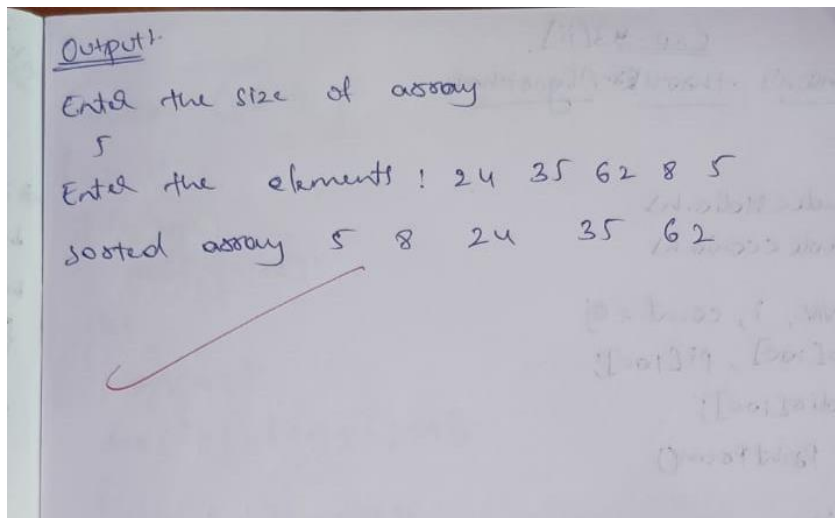 Output:
Enter the size of array
5
Enter the elements : 24 35 62 8 5
sorted array 5 8 24 35 62